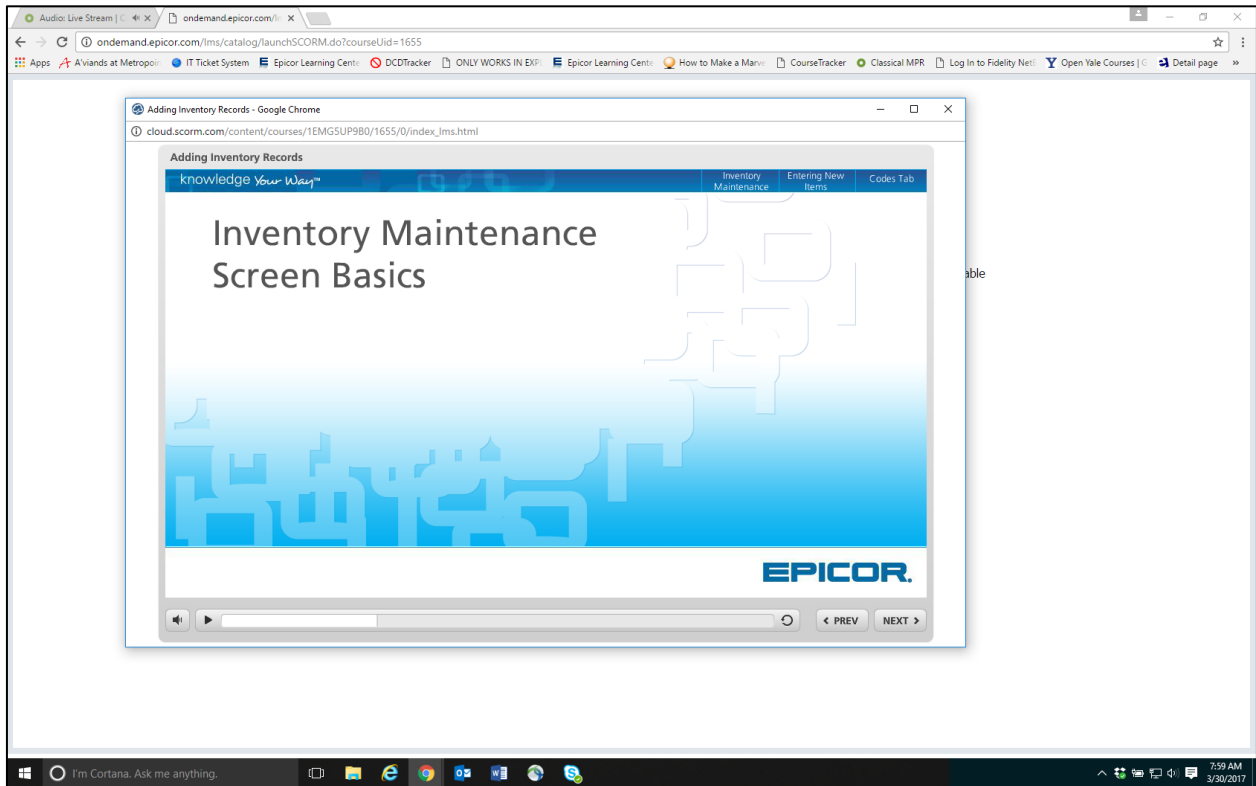 Audio: Live Stream | C
ondemand.epicor.com/l
ondemand.epicor.com/lms/catalog/launchSCORM.do?courseUid=1655
Apps A'viands at Metropoin IT Ticket System Epicor Learning Cente DCDTracker ONLY WORKS IN EXP Epicor Learning Cente How to Make a Marve CourseTracker Classical MPR Log In to Fidelity NetB Open Yale Courses | G Detail page »
Adding Inventory Records - Google Chrome
cloud.scorm.com/content/courses/1EMG5UP9B0/1655/0/index_lms.html
Adding Inventory Records
knowledge Your Way™
Inventory Maintenance
Entering New Items
Codes Tab
Inventory Maintenance
Screen Basics
able
EPICOR.
< PREV NEXT >
I'm Cortana. Ask me anything.
7:59 AM
3/30/2017